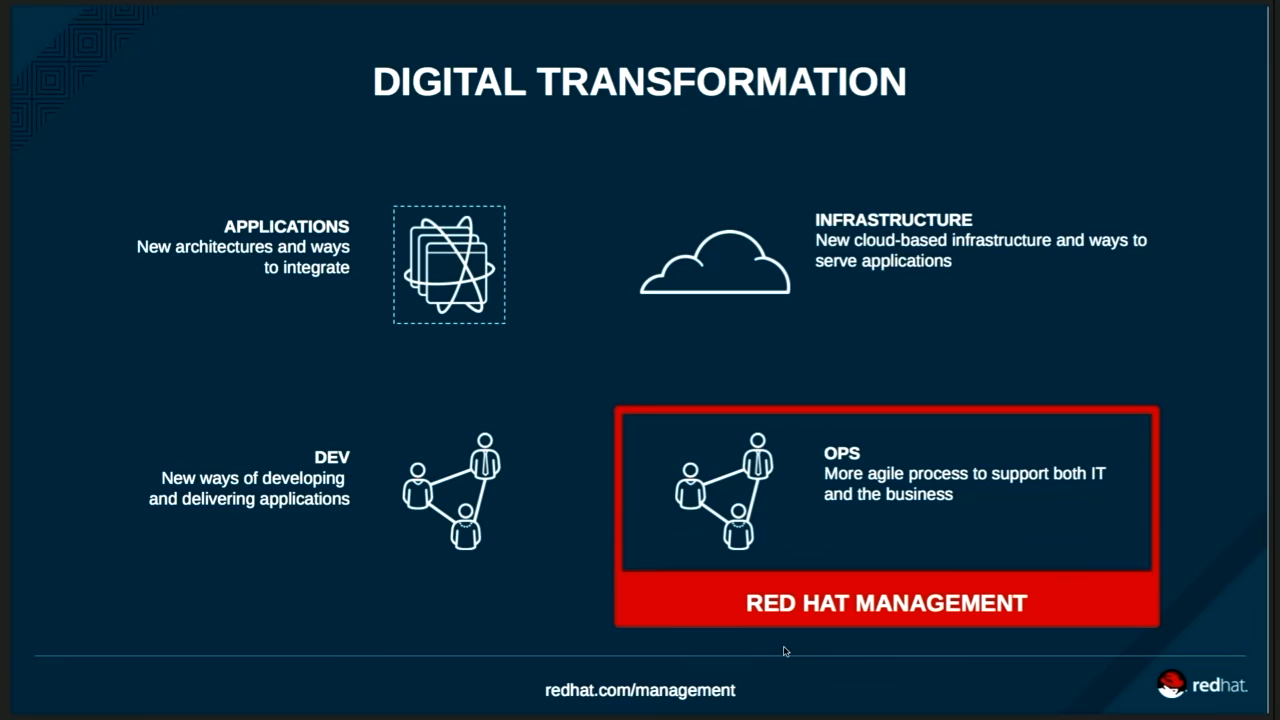 DIGITAL TRANSFORMATION
APPLICATIONS
New architectures and ways
to integrate
INFRASTRUCTURE
New cloud-based infrastructure and ways to
serve applications
DEV
New ways of developing
and delivering applications
OPS
More agile process to support both IT
and the business
RED HAT MANAGEMENT
redhat.com/management
redhat.